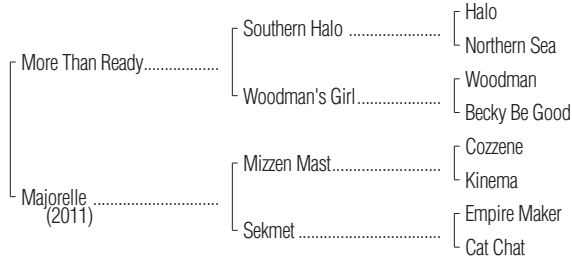 Halo
Southern Halo ...................
Northern Sea
More Than Ready...................
Woodman
Woodman's Girl.....................
Becky Be Good
Cozzene
Mizzen Mast.........................
Kinema
Majorelle ................................
(2011)
Empire Maker
Sekmet ....................................
Cat Chat